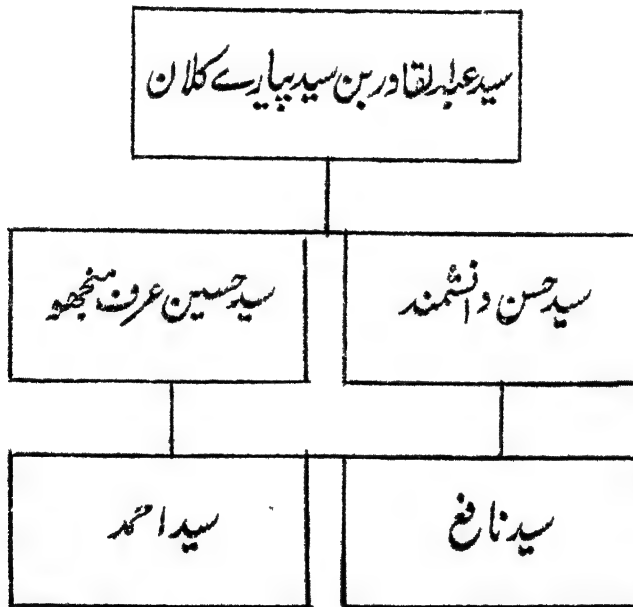 سید عبدالقادر بن سید پیارے کلان
سید حسن دانشمند
سید حسین عرف منجھو
سید نافع
سید احمد